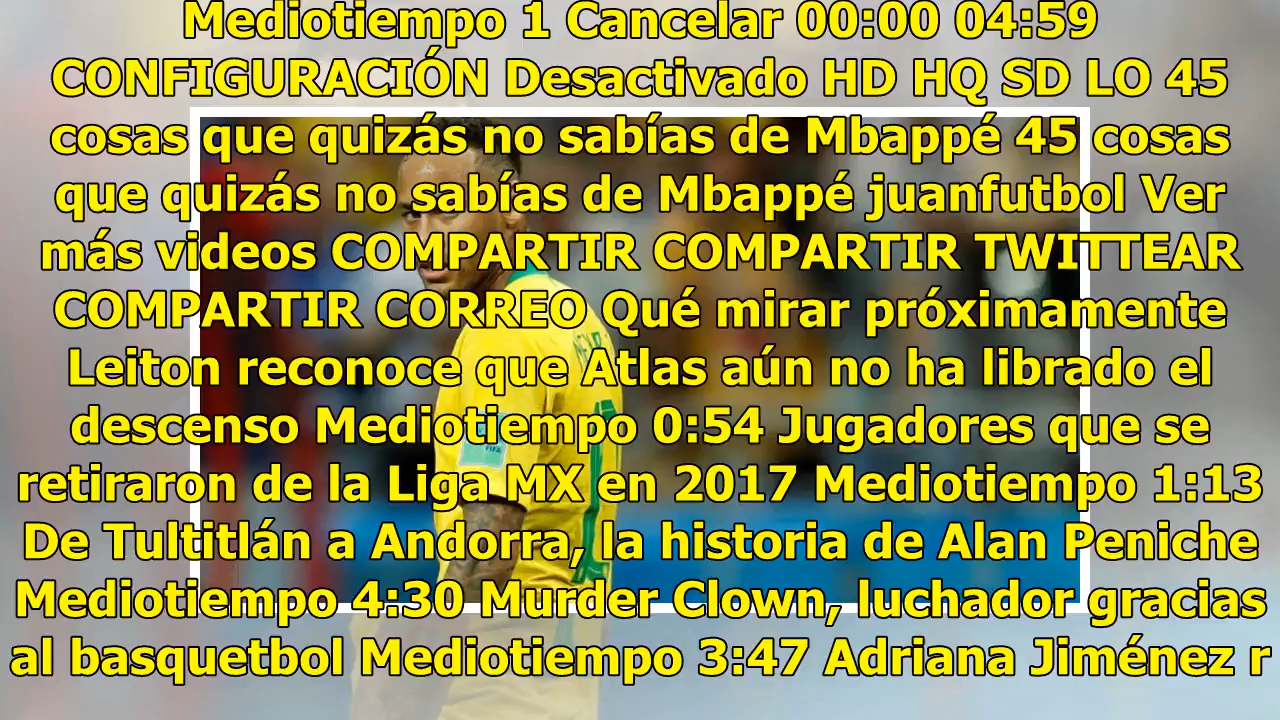 Mediotiempo 1 Cancelar 00:00 04:59
CONFIGURACIÓN Desactivado HD HQ SD LO 45
cosas que quizás no sabías de Mbappé 45 cosas
que quizás no sabías de Mbappé juanfutbol Ver
más videos COMPARTIR COMPARTIR TWITTEAR
COMPARTIR CORREO Qué mirar próximamente
Leiton reconoce que Atlas aún no ha librado el
descenso Mediotiempo 0:54 Jugadores que se
retiraron de la Liga MX en 2017 Mediotiempo 1:13
De Tultitlán a Andorra, la historia de Alan Peniche
Mediotiempo 4:30 Murder Clown, luchador gracias
al basquetbol Mediotiempo 3:47 Adriana Jiménez r